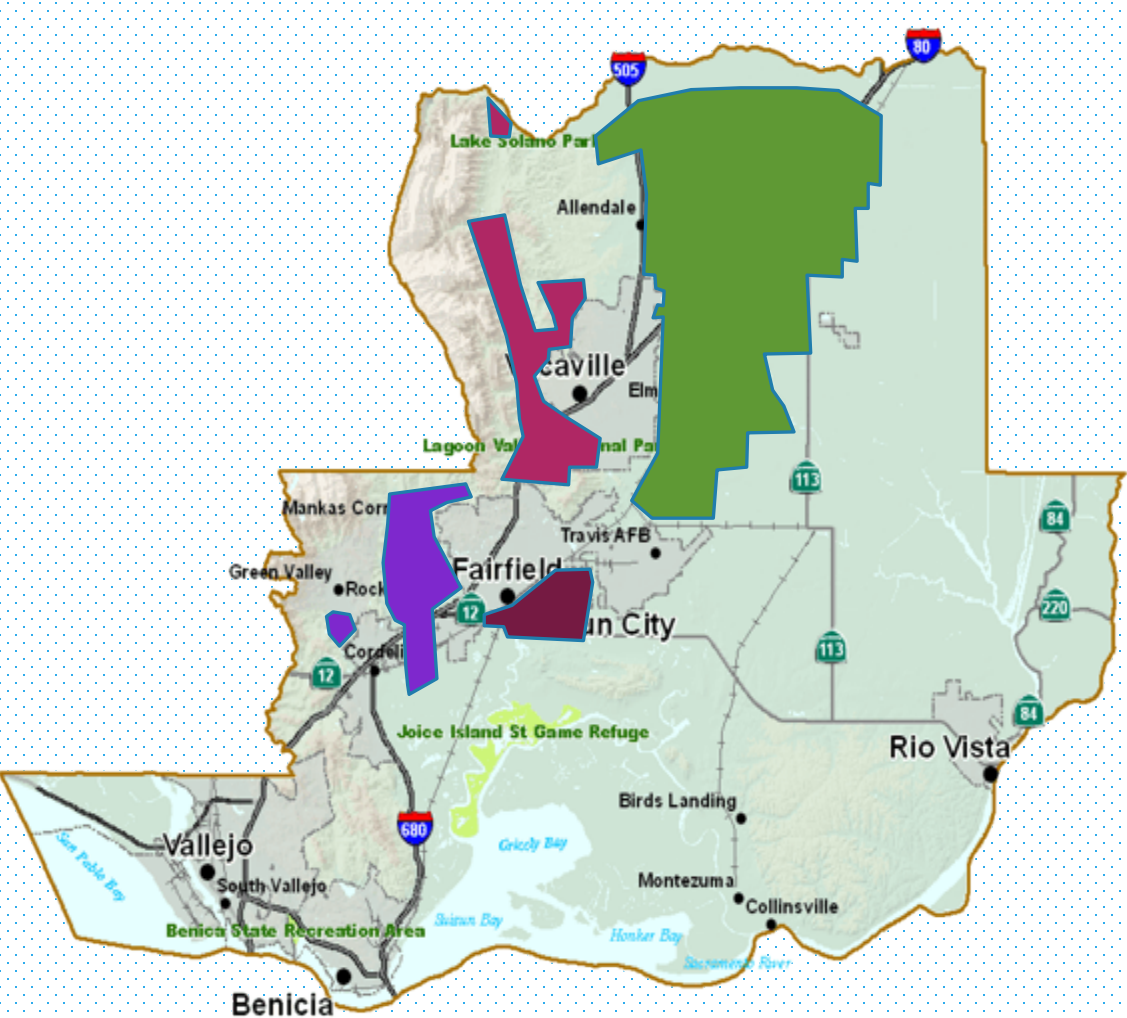 80
505
Lake Solano Par
Allendale
caville
Elm
Lagoon Val
nal Pa
113
Mankas Corn
84
Travis AFB
Green Valley
Fairfield
Rock
12
220
un City
113
Cordeli
12
84
Joice Island St Game Refuge
Rio Vista
Birds Landing
680
Vallejo
Grizzly Bay
San Pablo Bay
South Vallejo
Montezuma
Collinsville
Suisun Bay
Benica State Recreation Area
Honker Bay
Sacramento River
Benicia